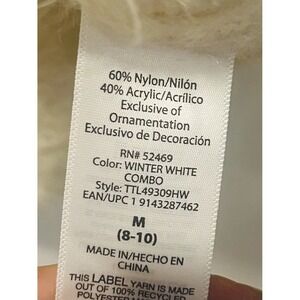 60% Nylon/Nilón
40% Acrylic/Acrílico
Exclusive of
Ornamentation
Exclusivo de Decoración
RN# 52469
Color: WINTER WHITE
COMBO
Style: TTL49309HW
EAN/UPC 1 9143287462
M
(8-10)
MADE IN/HECHO EN
CHINA
THIS LABEL YARN IS MADE
OUT OF 100% RECYCLED
POLYESTER